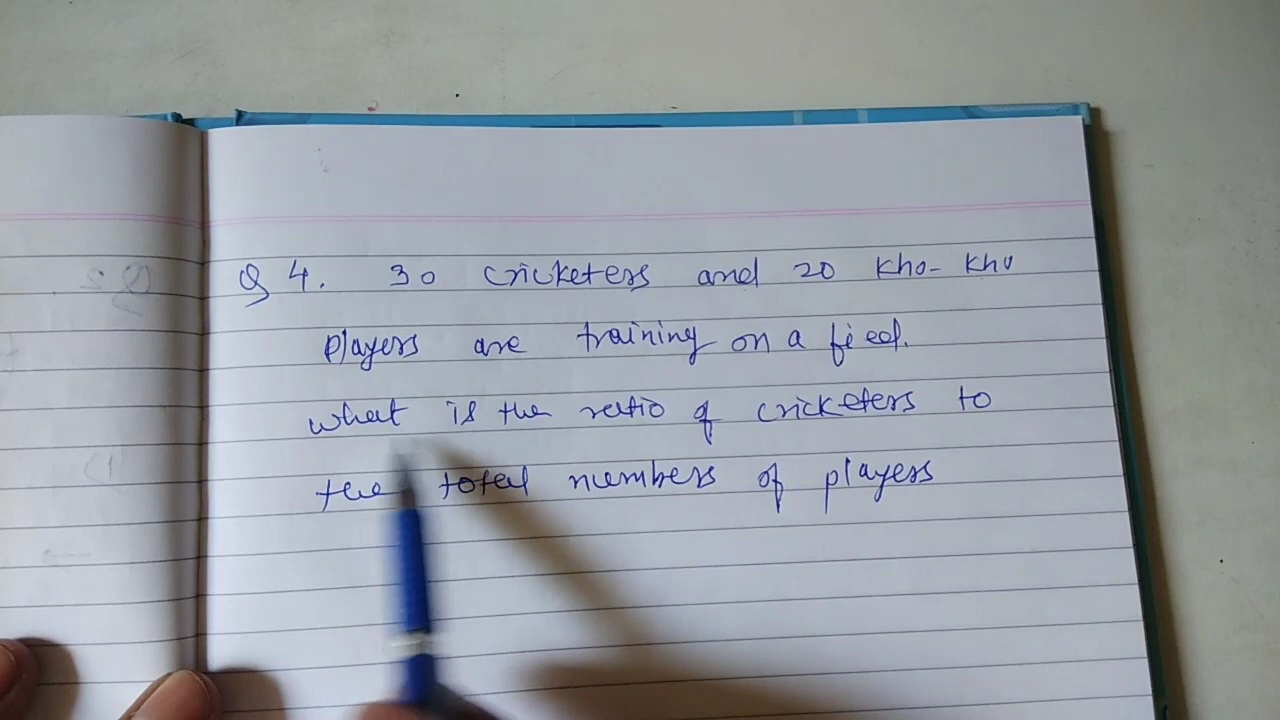 Q 4. 30 cricketers and 20 kho-kho
players are training on a fieed.
what is the ratio of cricketers to
the total numbers of players